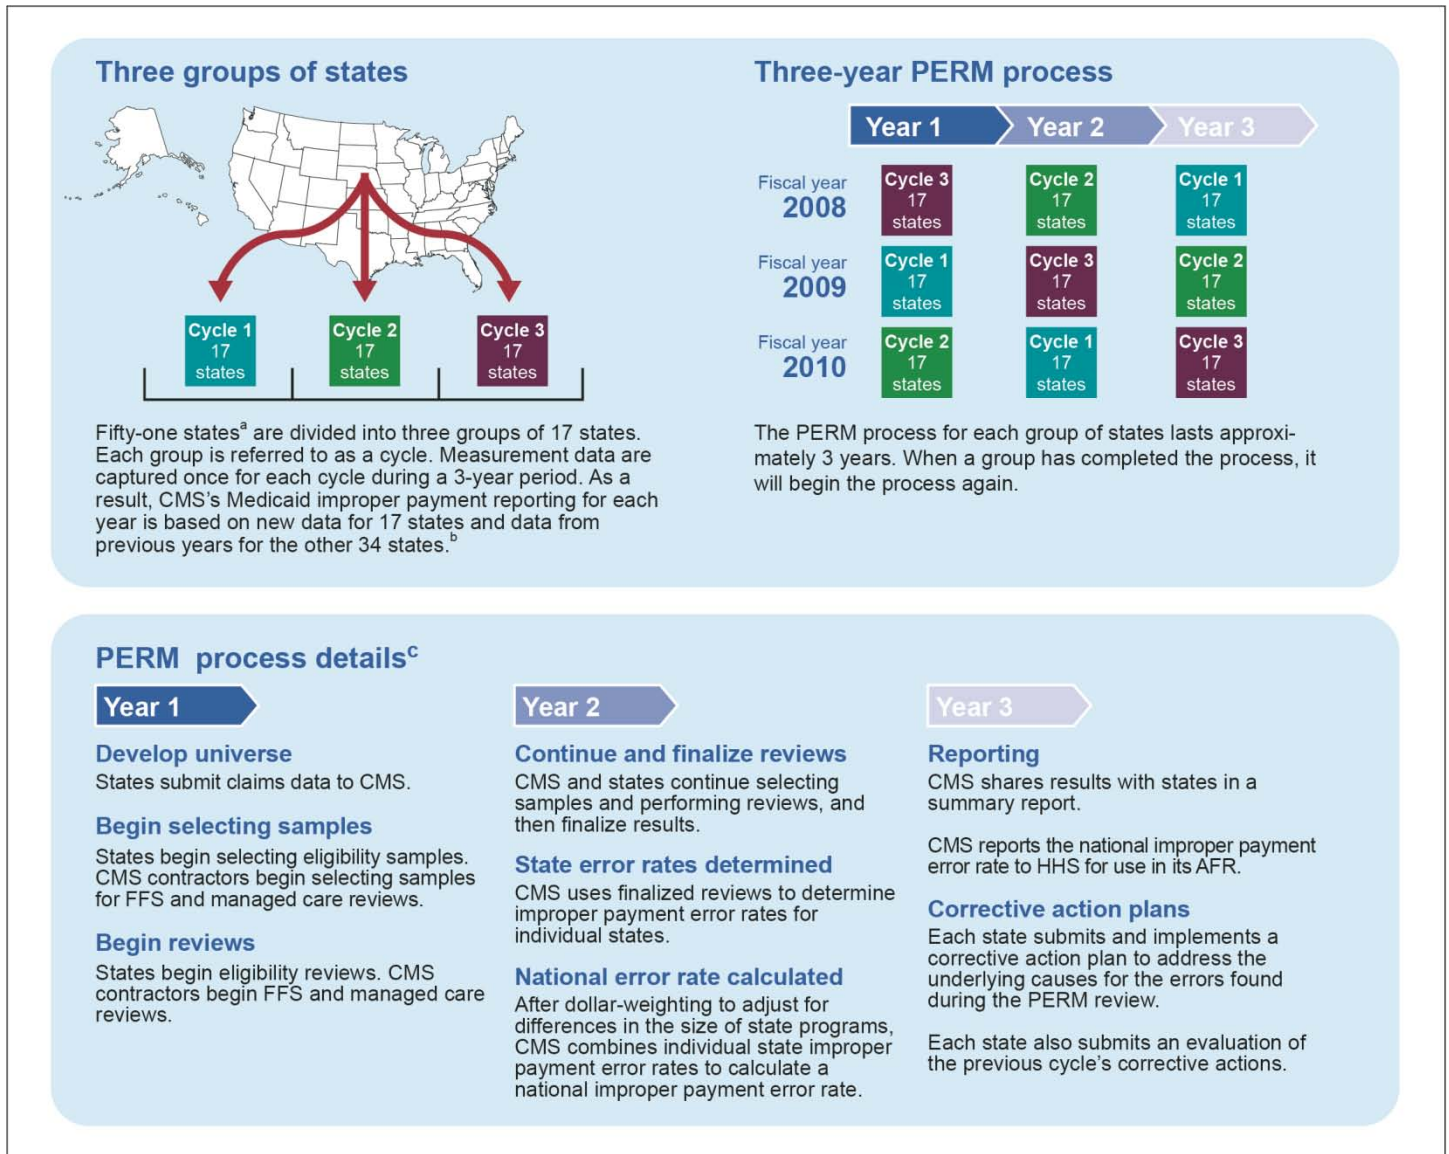 Three groups of states
Cycle 1
17
states
Cycle 2
17
states
Cycle 3
17
states
Fifty-one statesᵃ are divided into three groups of 17 states.
Each group is referred to as a cycle. Measurement data are
captured once for each cycle during a 3-year period. As a
result, CMS’s Medicaid improper payment reporting for each
year is based on new data for 17 states and data from
previous years for the other 34 states.ᵇ
Three-year PERM process
Year 1
Year 2
Year 3
Fiscal year
2008
Cycle 3
17
states
Cycle 2
17
states
Cycle 1
17
states
Fiscal year
2009
Cycle 1
17
states
Cycle 3
17
states
Cycle 2
17
states
Fiscal year
2010
Cycle 2
17
states
Cycle 1
17
states
Cycle 3
17
states
The PERM process for each group of states lasts approxi-
mately 3 years. When a group has completed the process, it
will begin the process again.
PERM process detailsᶜ
Year 1
Develop universe
States submit claims data to CMS.
Begin selecting samples
States begin selecting eligibility samples.
CMS contractors begin selecting samples
for FFS and managed care reviews.
Begin reviews
States begin eligibility reviews. CMS
contractors begin FFS and managed care
reviews.
Year 2
Continue and finalize reviews
CMS and states continue selecting
samples and performing reviews, and
then finalize results.
State error rates determined
CMS uses finalized reviews to determine
improper payment error rates for
individual states.
National error rate calculated
After dollar-weighting to adjust for
differences in the size of state programs,
CMS combines individual state improper
payment error rates to calculate a
national improper payment error rate.
Year 3
Reporting
CMS shares results with states in a
summary report.
CMS reports the national improper payment
error rate to HHS for use in its AFR.
Corrective action plans
Each state submits and implements a
corrective action plan to address the
underlying causes for the errors found
during the PERM review.
Each state also submits an evaluation of
the previous cycle’s corrective actions.